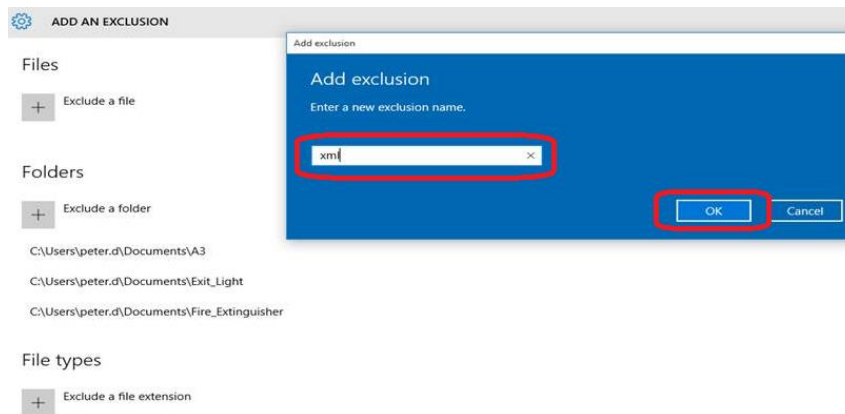 ADD AN EXCLUSION
Add exclusion
Add exclusion
Enter a new exclusion name.
xml
OK
Cancel
Files
Exclude a file
Folders
Exclude a folder
C:\Users\peter.d\Documents\A3
C:\Users\peter.d\Documents\Exit_Light
C:\Users\peter.d\Documents\Fire_Extinguisher
File types
Exclude a file extension